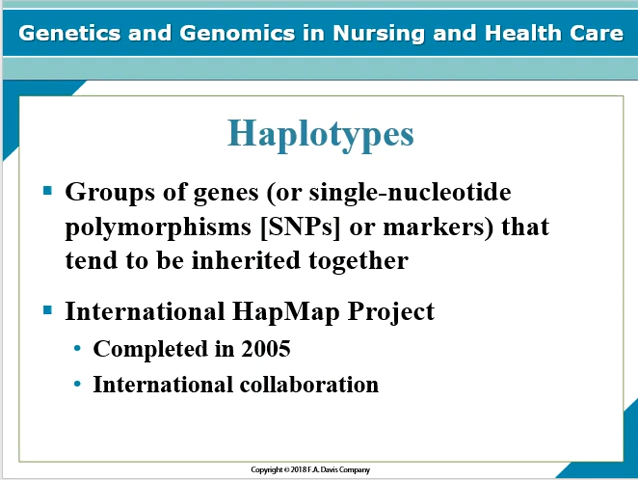 Genetics and Genomics in Nursing and Health Care
Haplotypes
▪ Groups of genes (or single-nucleotide
polymorphisms [SNPs] or markers) that
tend to be inherited together
▪ International HapMap Project
• Completed in 2005
• International collaboration
Copyright © 2018 F.A. Davis Company